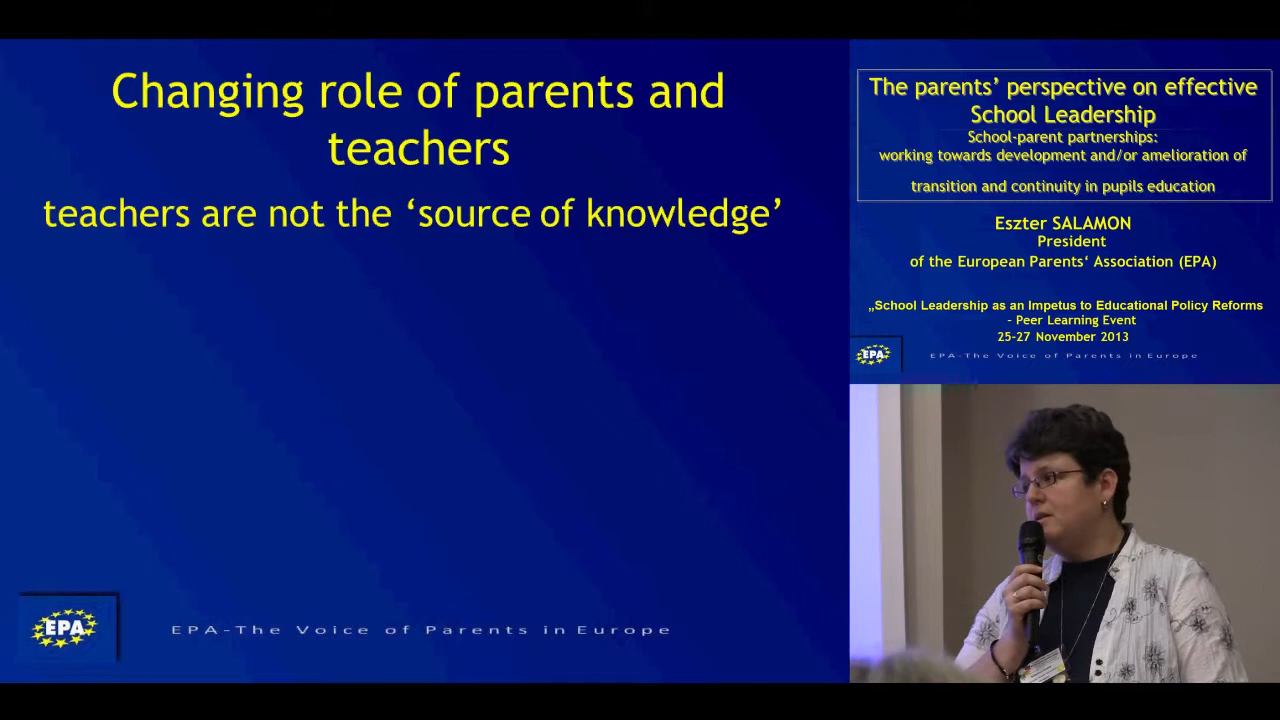 Changing role of parents and
teachers
teachers are not the ‘source of knowledge’
EPA
EPA-The Voice of Parents in Europe
The parents’ perspective on effective
School Leadership
School-parent partnerships:
working towards development and/or amelioration of
transition and continuity in pupils education
Eszter SALAMON
President
of the European Parents‘ Association (EPA)
„School Leadership as an Impetus to Educational Policy Reforms
- Peer Learning Event
25-27 November 2013
EPA
EPA-The Voice of Parents in Europe